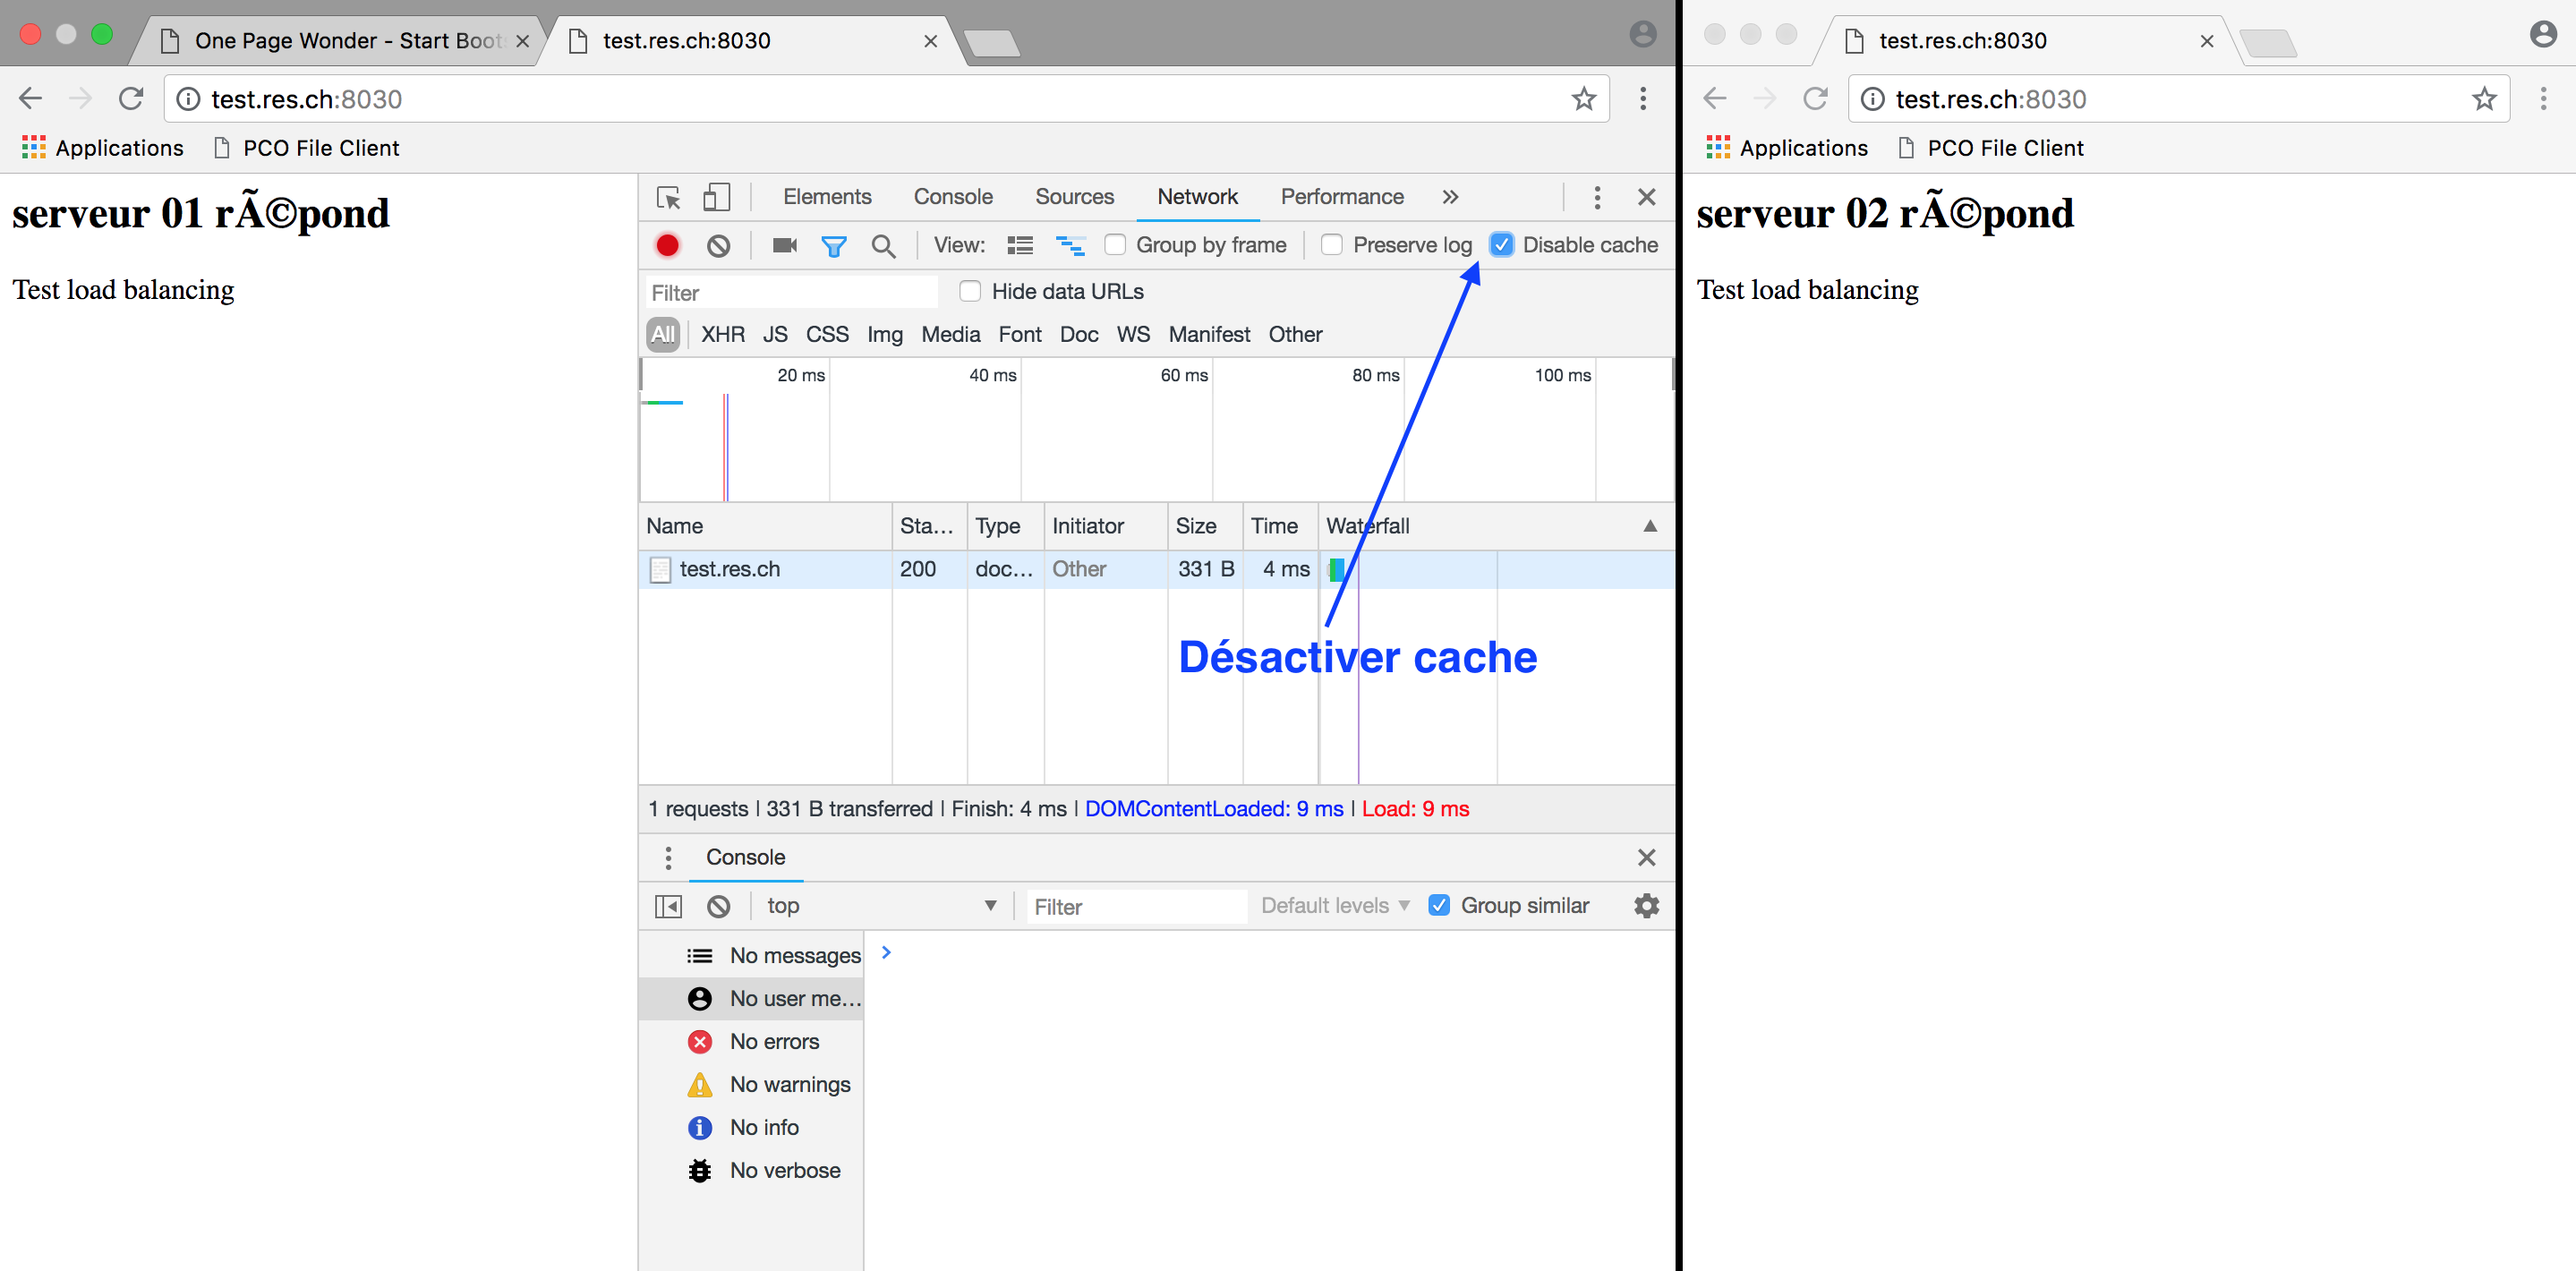 One Page Wonder - Start Boot
test.res.ch:8030
test.res.ch:8030
Applications
PCO File Client
serveur 01 rÃ©pond
Test load balancing
Elements Console Sources Network Performance »
View: Group by frame Preserve log Disable cache
Filter Hide data URLs
All XHR JS CSS Img Media Font Doc WS Manifest Other
20 ms 40 ms 60 ms 80 ms 100 ms
Name Sta… Type Initiator Size Time Waterfall ▲
test.res.ch 200 doc… Other 331 B 4 ms
Désactiver cache
1 requests | 331 B transferred | Finish: 4 ms | DOMContentLoaded: 9 ms | Load: 9 ms
Console
top ▼ Filter Default levels ▼ Group similar
No messages
No user me…
No errors
No warnings
No info
No verbose
test.res.ch:8030
test.res.ch:8030
Applications
PCO File Client
serveur 02 rÃ©pond
Test load balancing